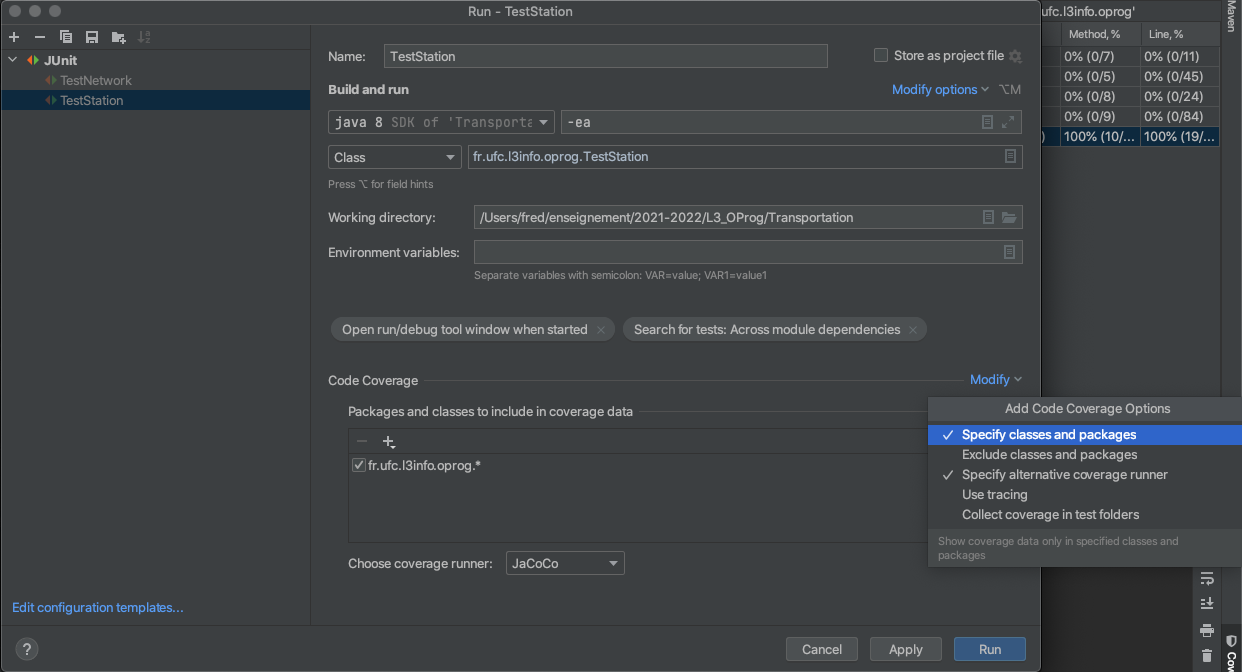 Run - TestStation
ufc.l3info.oprog'
Maven
Method, %
Line, %
0% (0/7)
0% (0/11)
0% (0/5)
0% (0/45)
0% (0/8)
0% (0/24)
0% (0/9)
0% (0/84)
)
100% (10/...
100% (19/...
JUnit
TestNetwork
TestStation
Name:
TestStation
Store as project file
Build and run
Modify options
⌥M
java 8 SDK of 'Transporta
-ea
Class
fr.ufc.l3info.oprog.TestStation
Press ⌥ for field hints
Working directory:
/Users/fred/enseignement/2021-2022/L3_OProg/Transportation
Environment variables:
Separate variables with semicolon: VAR=value; VAR1=value1
Open run/debug tool window when started ×
Search for tests: Across module dependencies ×
Code Coverage
Modify
Packages and classes to include in coverage data
fr.ufc.l3info.oprog.*
Choose coverage runner:
JaCoCo
Add Code Coverage Options
Specify classes and packages
Exclude classes and packages
Specify alternative coverage runner
Use tracing
Collect coverage in test folders
Show coverage data only in specified classes and
packages
Edit configuration templates...
?
Cancel
Apply
Run